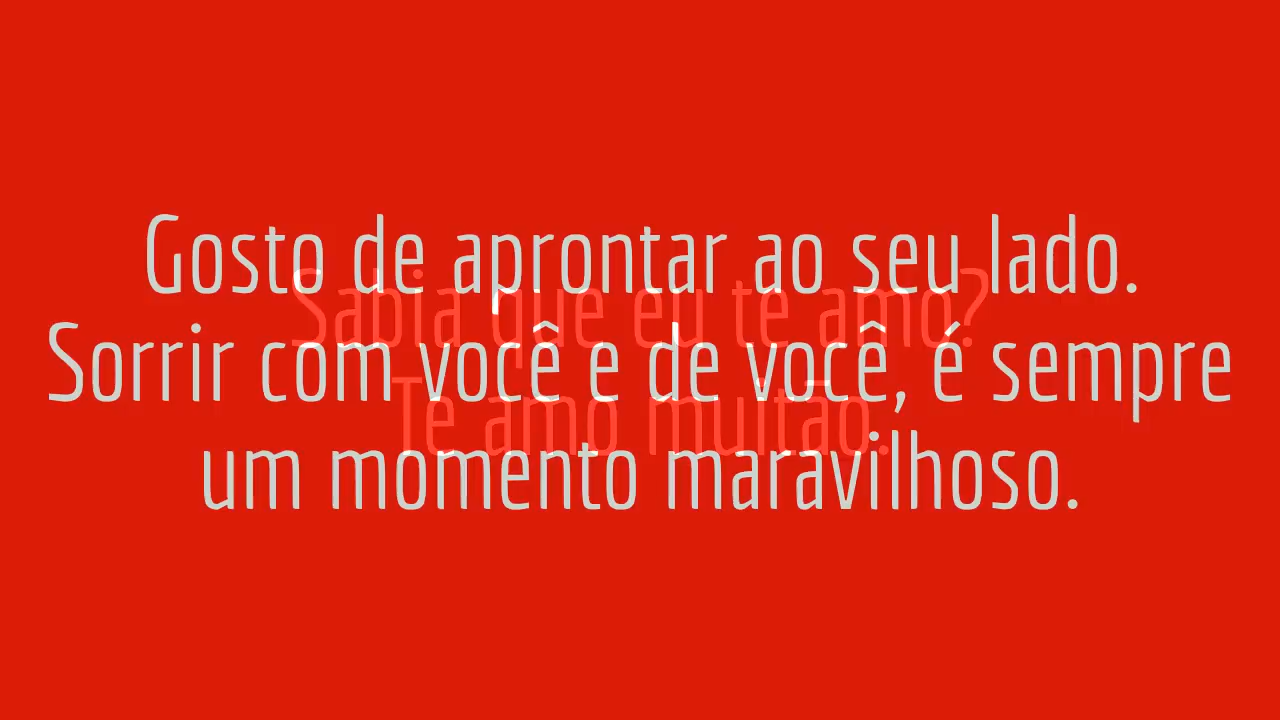 Gosto de aprontar ao seu lado.
Sabia que eu te amo?
Sorrir com você e de você, é sempre
Te amo muitão.
um momento maravilhoso.